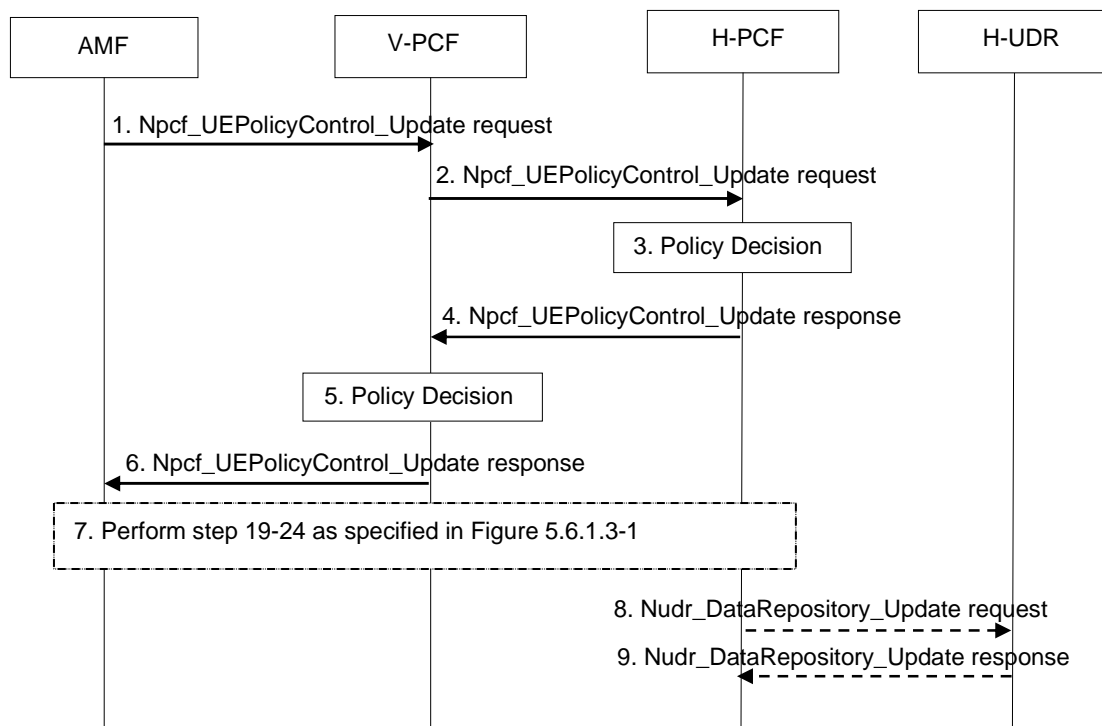 AMF
V-PCF
H-PCF
H-UDR
1. Npcf_UEPolicyControl_Update request
2. Npcf_UEPolicyControl_Update request
3. Policy Decision
4. Npcf_UEPolicyControl_Update response
5. Policy Decision
6. Npcf_UEPolicyControl_Update response
7. Perform step 19-24 as specified in Figure 5.6.1.3-1
8. Nudr_DataRepository_Update request
9. Nudr_DataRepository_Update response